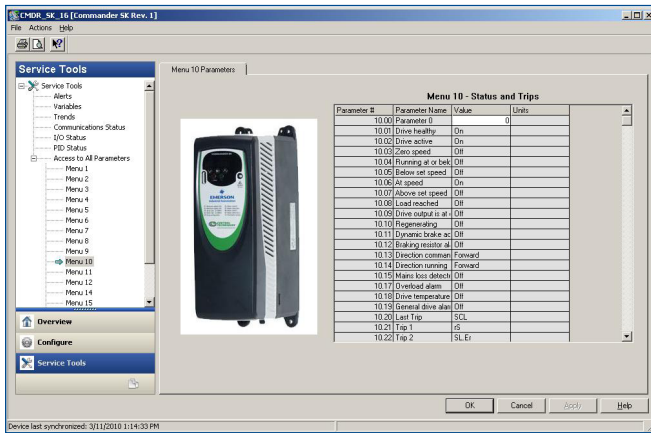 CMDR_SK_16 [Commander SK Rev. 1]
File Actions Help
Service Tools
Service Tools
Alerts
Variables
Trends
Communications Status
I/O Status
PID Status
Access to All Parameters
Menu 1
Menu 2
Menu 3
Menu 4
Menu 5
Menu 6
Menu 7
Menu 8
Menu 9
Menu 10
Menu 11
Menu 12
Menu 14
Menu 15
Overview
Configure
Service Tools
Menu 10 Parameters
EMERSON
Menu 10 - Status and Trips
Parameter # Parameter Name Value Units
10.00 Parameter 0 0
10.01 Drive healthy On
10.02 Drive active On
10.03 Zero speed Off
10.04 Running at or belo Off
10.05 Below set speed Off
10.06 At speed On
10.07 Above set speed Off
10.08 Load reached Off
10.09 Drive output is at Off
10.10 Regenerating Off
10.11 Dynamic brake ac Off
10.12 Braking resistor al Off
10.13 Direction comman Forward
10.14 Direction running Forward
10.15 Mains loss detecti Off
10.17 Overload alarm Off
10.18 Drive temperature Off
10.19 General drive alar Off
10.20 Last Trip SCL
10.21 Trip 1 rS
10.22 Trip 2 SL.Er
OK Cancel Apply Help
Device last synchronized: 3/11/2010 1:14:33 PM